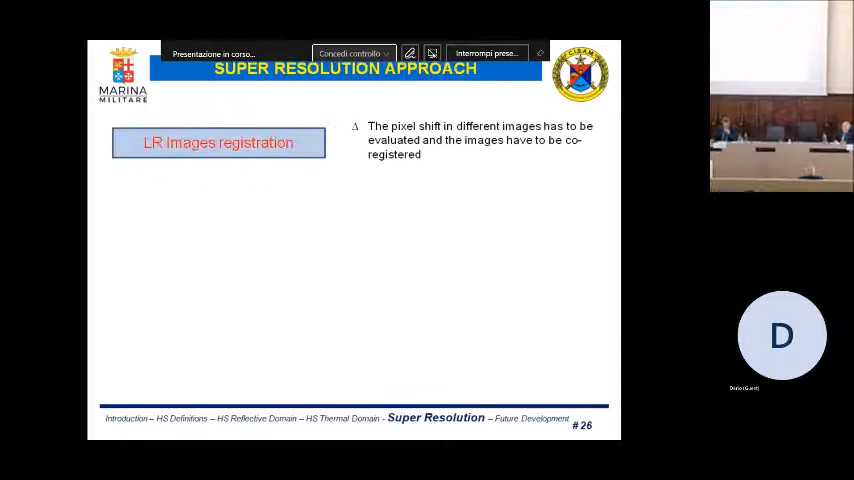 Presentazione in corso...
Concedi controllo
Interrompi prese...
SUPER RESOLUTION APPROACH
MARINA
MILITARE
C.I.S.A.M.
LR Images registration
Δ The pixel shift in different images has to be
evaluated and the images have to be co-
registered
D
Dario (Guest)
Introduction – HS Definitions – HS Reflective Domain – HS Thermal Domain - Super Resolution – Future Development
# 26